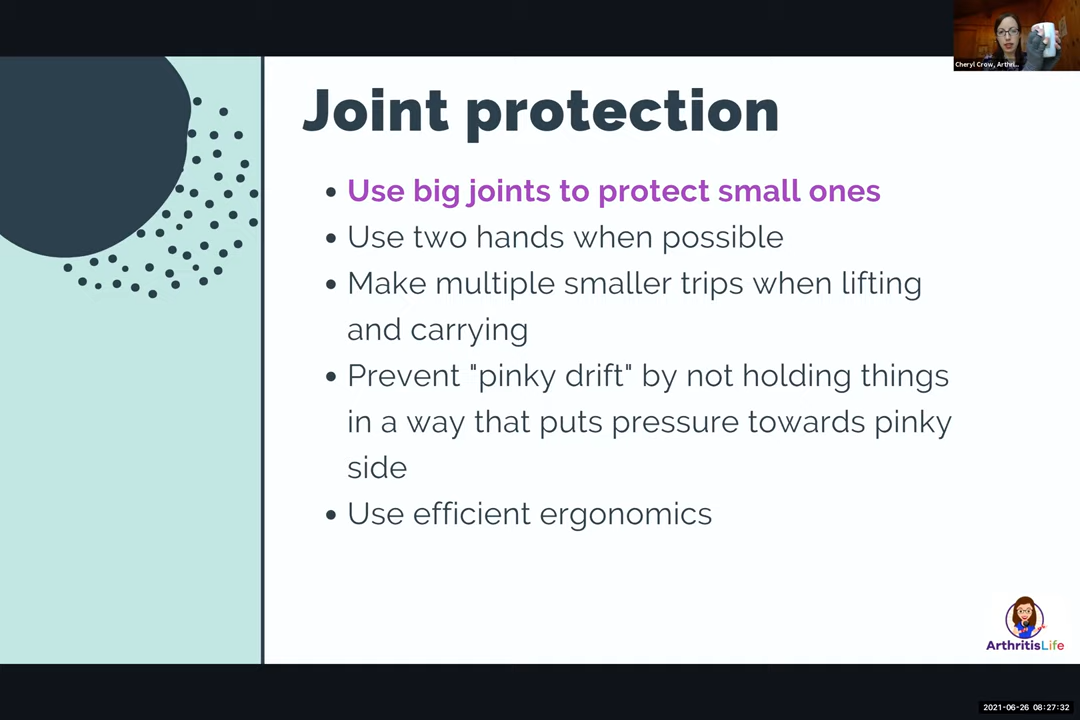 Cheryl Crow, Arthri...
Joint protection
• Use big joints to protect small ones
• Use two hands when possible
• Make multiple smaller trips when lifting
and carrying
• Prevent "pinky drift" by not holding things
in a way that puts pressure towards pinky
side
• Use efficient ergonomics
ArthritisLife
2021-06-26 08:27:32